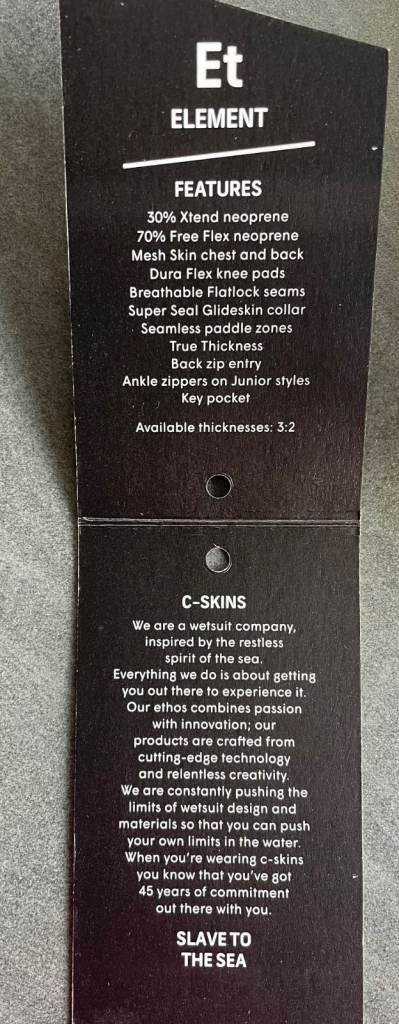 Et
ELEMENT
FEATURES
30% Xtend neoprene
70% Free Flex neoprene
Mesh Skin chest and back
Dura Flex knee pads
Breathable Flatlock seams
Super Seal Glideskin collar
Seamless paddle zones
True Thickness
Back zip entry
Ankle zippers on Junior styles
Key pocket
Available thicknesses: 3:2
C-SKINS
We are a wetsuit company,
inspired by the restless
spirit of the sea.
Everything we do is about getting
you out there to experience it.
Our ethos combines passion
with innovation; our
products are crafted from
cutting-edge technology
and relentless creativity.
We are constantly pushing the
limits of wetsuit design and
materials so that you can push
your own limits in the water.
When you're wearing c-skins
you know that you've got
45 years of commitment
out there with you.
SLAVE TO
THE SEA